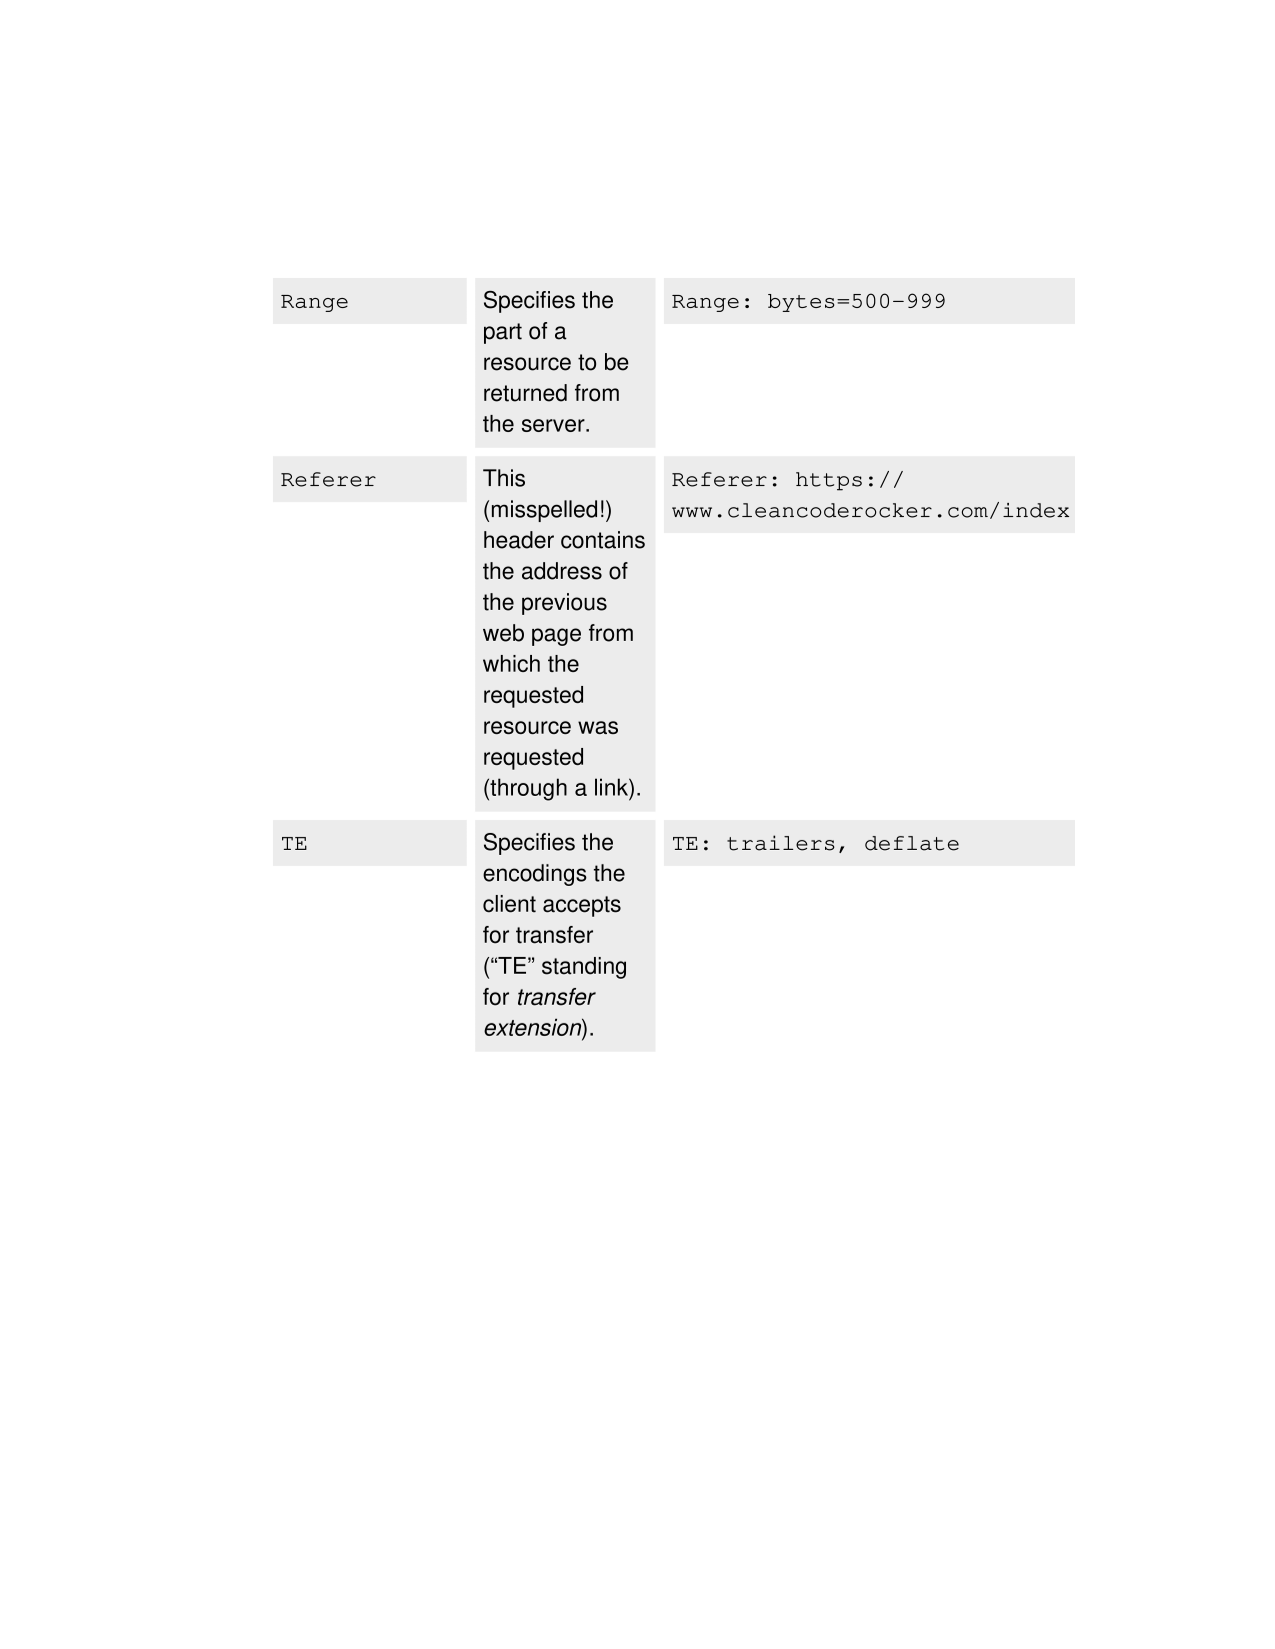 Range
Specifies the
part of a
resource to be
returned from
the server.
Range: bytes=500-999
Referer
This
(misspelled!)
header contains
the address of
the previous
web page from
which the
requested
resource was
requested
(through a link).
Referer: https://
www.cleancoderocker.com/index
TE
Specifies the
encodings the
client accepts
for transfer
(“TE” standing
for transfer
extension).
TE: trailers, deflate